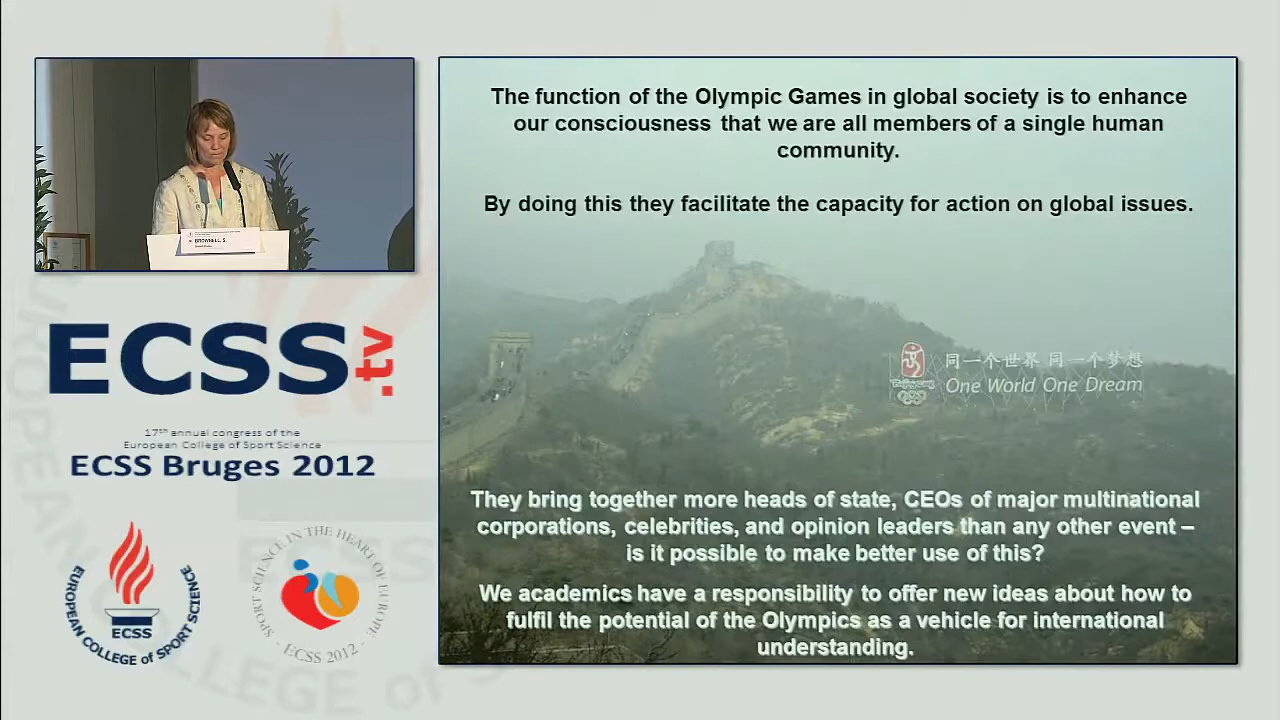 The function of the Olympic Games in global society is to enhance
our consciousness that we are all members of a single human
community.
By doing this they facilitate the capacity for action on global issues.
同一个世界 同一个梦想
One World One Dream
They bring together more heads of state, CEOs of major multinational
corporations, celebrities, and opinion leaders than any other event –
is it possible to make better use of this?
We academics have a responsibility to offer new ideas about how to
fulfil the potential of the Olympics as a vehicle for international
understanding.
BROWNELL, S.
ECSS.tv
17th annual congress of the
European College of Sport Science
ECSS Bruges 2012
EUROPEAN COLLEGE of SPORT SCIENCE
ECSS
SPORT SCIENCE IN THE HEART OF EUROPE
· ECSS 2012 ·